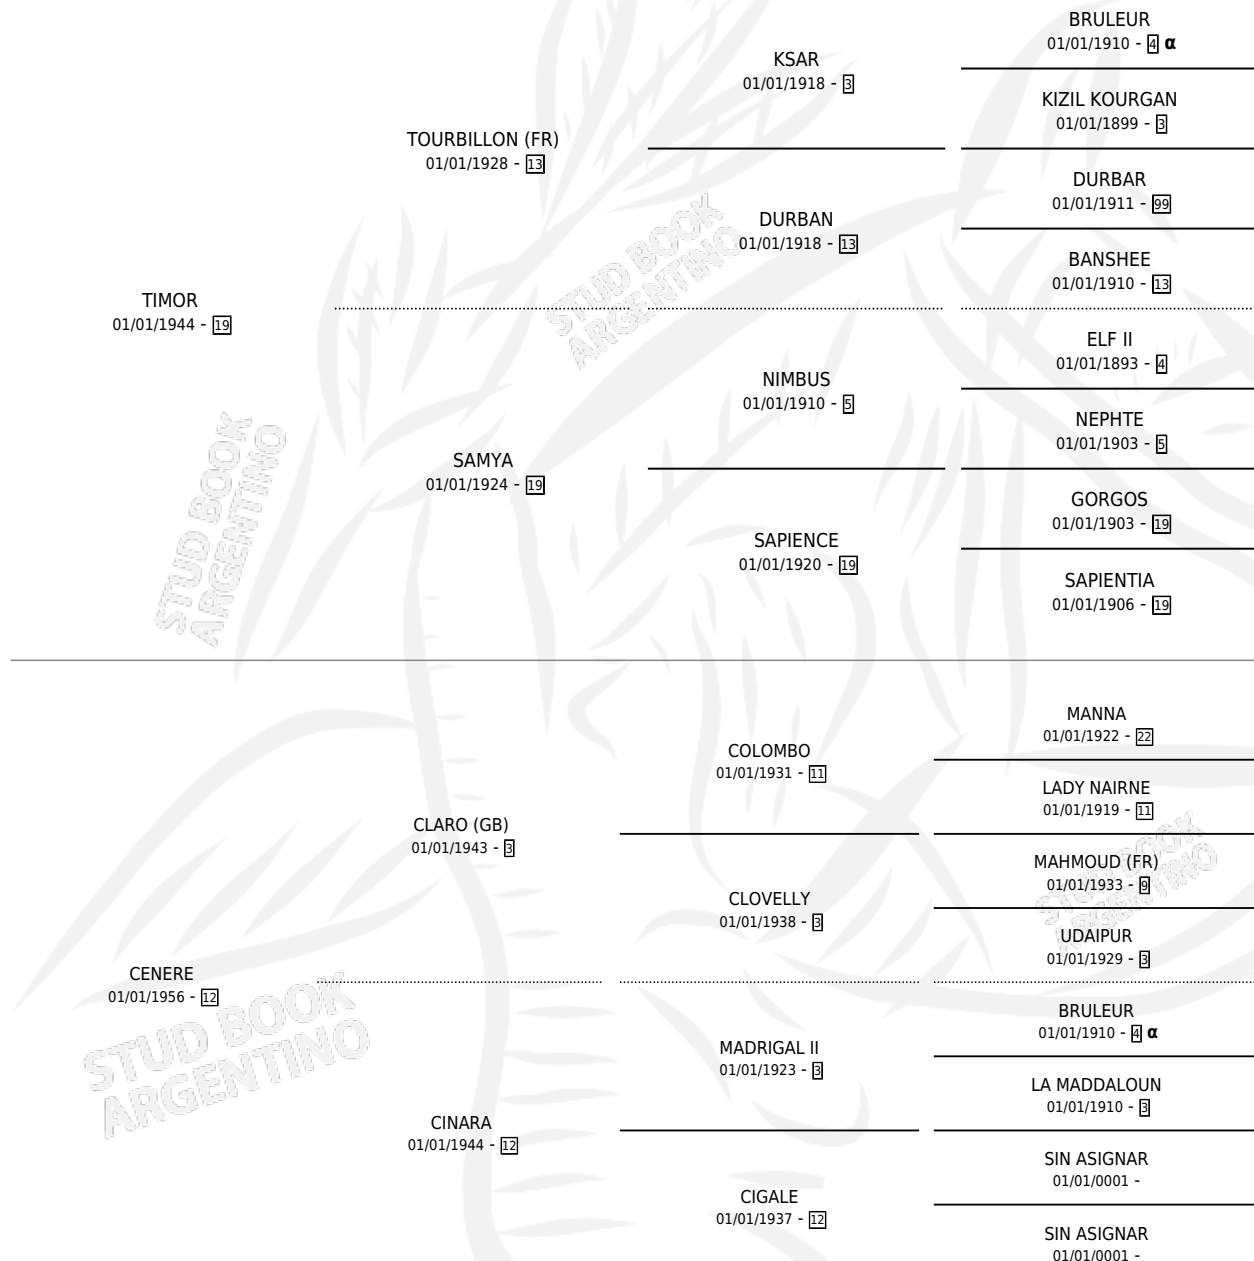 BRULEUR
01/01/1910 - 4 α
KSAR
01/01/1918 - 3
KIZIL KOURGAN
01/01/1899 - 3
TOURBILLON (FR)
01/01/1928 - 13
DURBAR
01/01/1911 - 99
DURBAN
01/01/1918 - 13
BANSHEE
01/01/1910 - 13
TIMOR
01/01/1944 - 19
ELF II
01/01/1893 - 4
NIMBUS
01/01/1910 - 5
NEPHTE
01/01/1903 - 5
SAMYA
01/01/1924 - 19
GORGOS
01/01/1903 - 19
SAPIENCE
01/01/1920 - 19
SAPIENTIA
01/01/1906 - 19
MANNA
01/01/1922 - 22
COLOMBO
01/01/1931 - 11
LADY NAIRNE
01/01/1919 - 11
CLARO (GB)
01/01/1943 - 3
MAHMOUD (FR)
01/01/1933 - 9
CLOVELLY
01/01/1938 - 3
UDAIPUR
01/01/1929 - 3
CENERE
01/01/1956 - 12
BRULEUR
01/01/1910 - 4 α
MADRIGAL II
01/01/1923 - 3
LA MADDALOUN
01/01/1910 - 3
CINARA
01/01/1944 - 12
SIN ASIGNAR
01/01/0001 -
CIGALE
01/01/1937 - 12
SIN ASIGNAR
01/01/0001 -
STUD BOOK
ARGENTINO
STUD BOOK
ARGENTINO
STUD BOOK
ARGENTINO
STUD BOOK
ARGENTINO